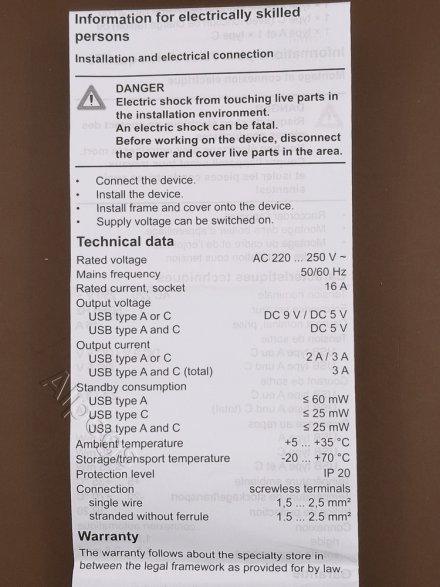 Information for electrically skilled
persons
Installation and electrical connection
DANGER
Electric shock from touching live parts in
the installation environment.
An electric shock can be fatal.
Before working on the device, disconnect
the power and cover live parts in the area.
• Connect the device.
• Install the device.
• Install frame and cover onto the device.
• Supply voltage can be switched on.
Technical data
Rated voltage AC 220 ... 250 V ~
Mains frequency 50/60 Hz
Rated current, socket 16 A
Output voltage
USB type A or C DC 9 V / DC 5 V
USB type A and C DC 5 V
Output current
USB type A or C 2 A / 3 A
USB type A and C (total) 3 A
Standby consumption
USB type A ≤ 60 mW
USB type C ≤ 25 mW
USB type A and C ≤ 25 mW
Ambient temperature +5 ... +35 °C
Storage/transport temperature -20 ... +70 °C
Protection level IP 20
Connection screwless terminals
single wire 1,5 ... 2,5 mm²
stranded without ferrule 1.5 ... 2.5 mm²
Warranty
The warranty follows about the specialty store in
between the legal framework as provided for by law.